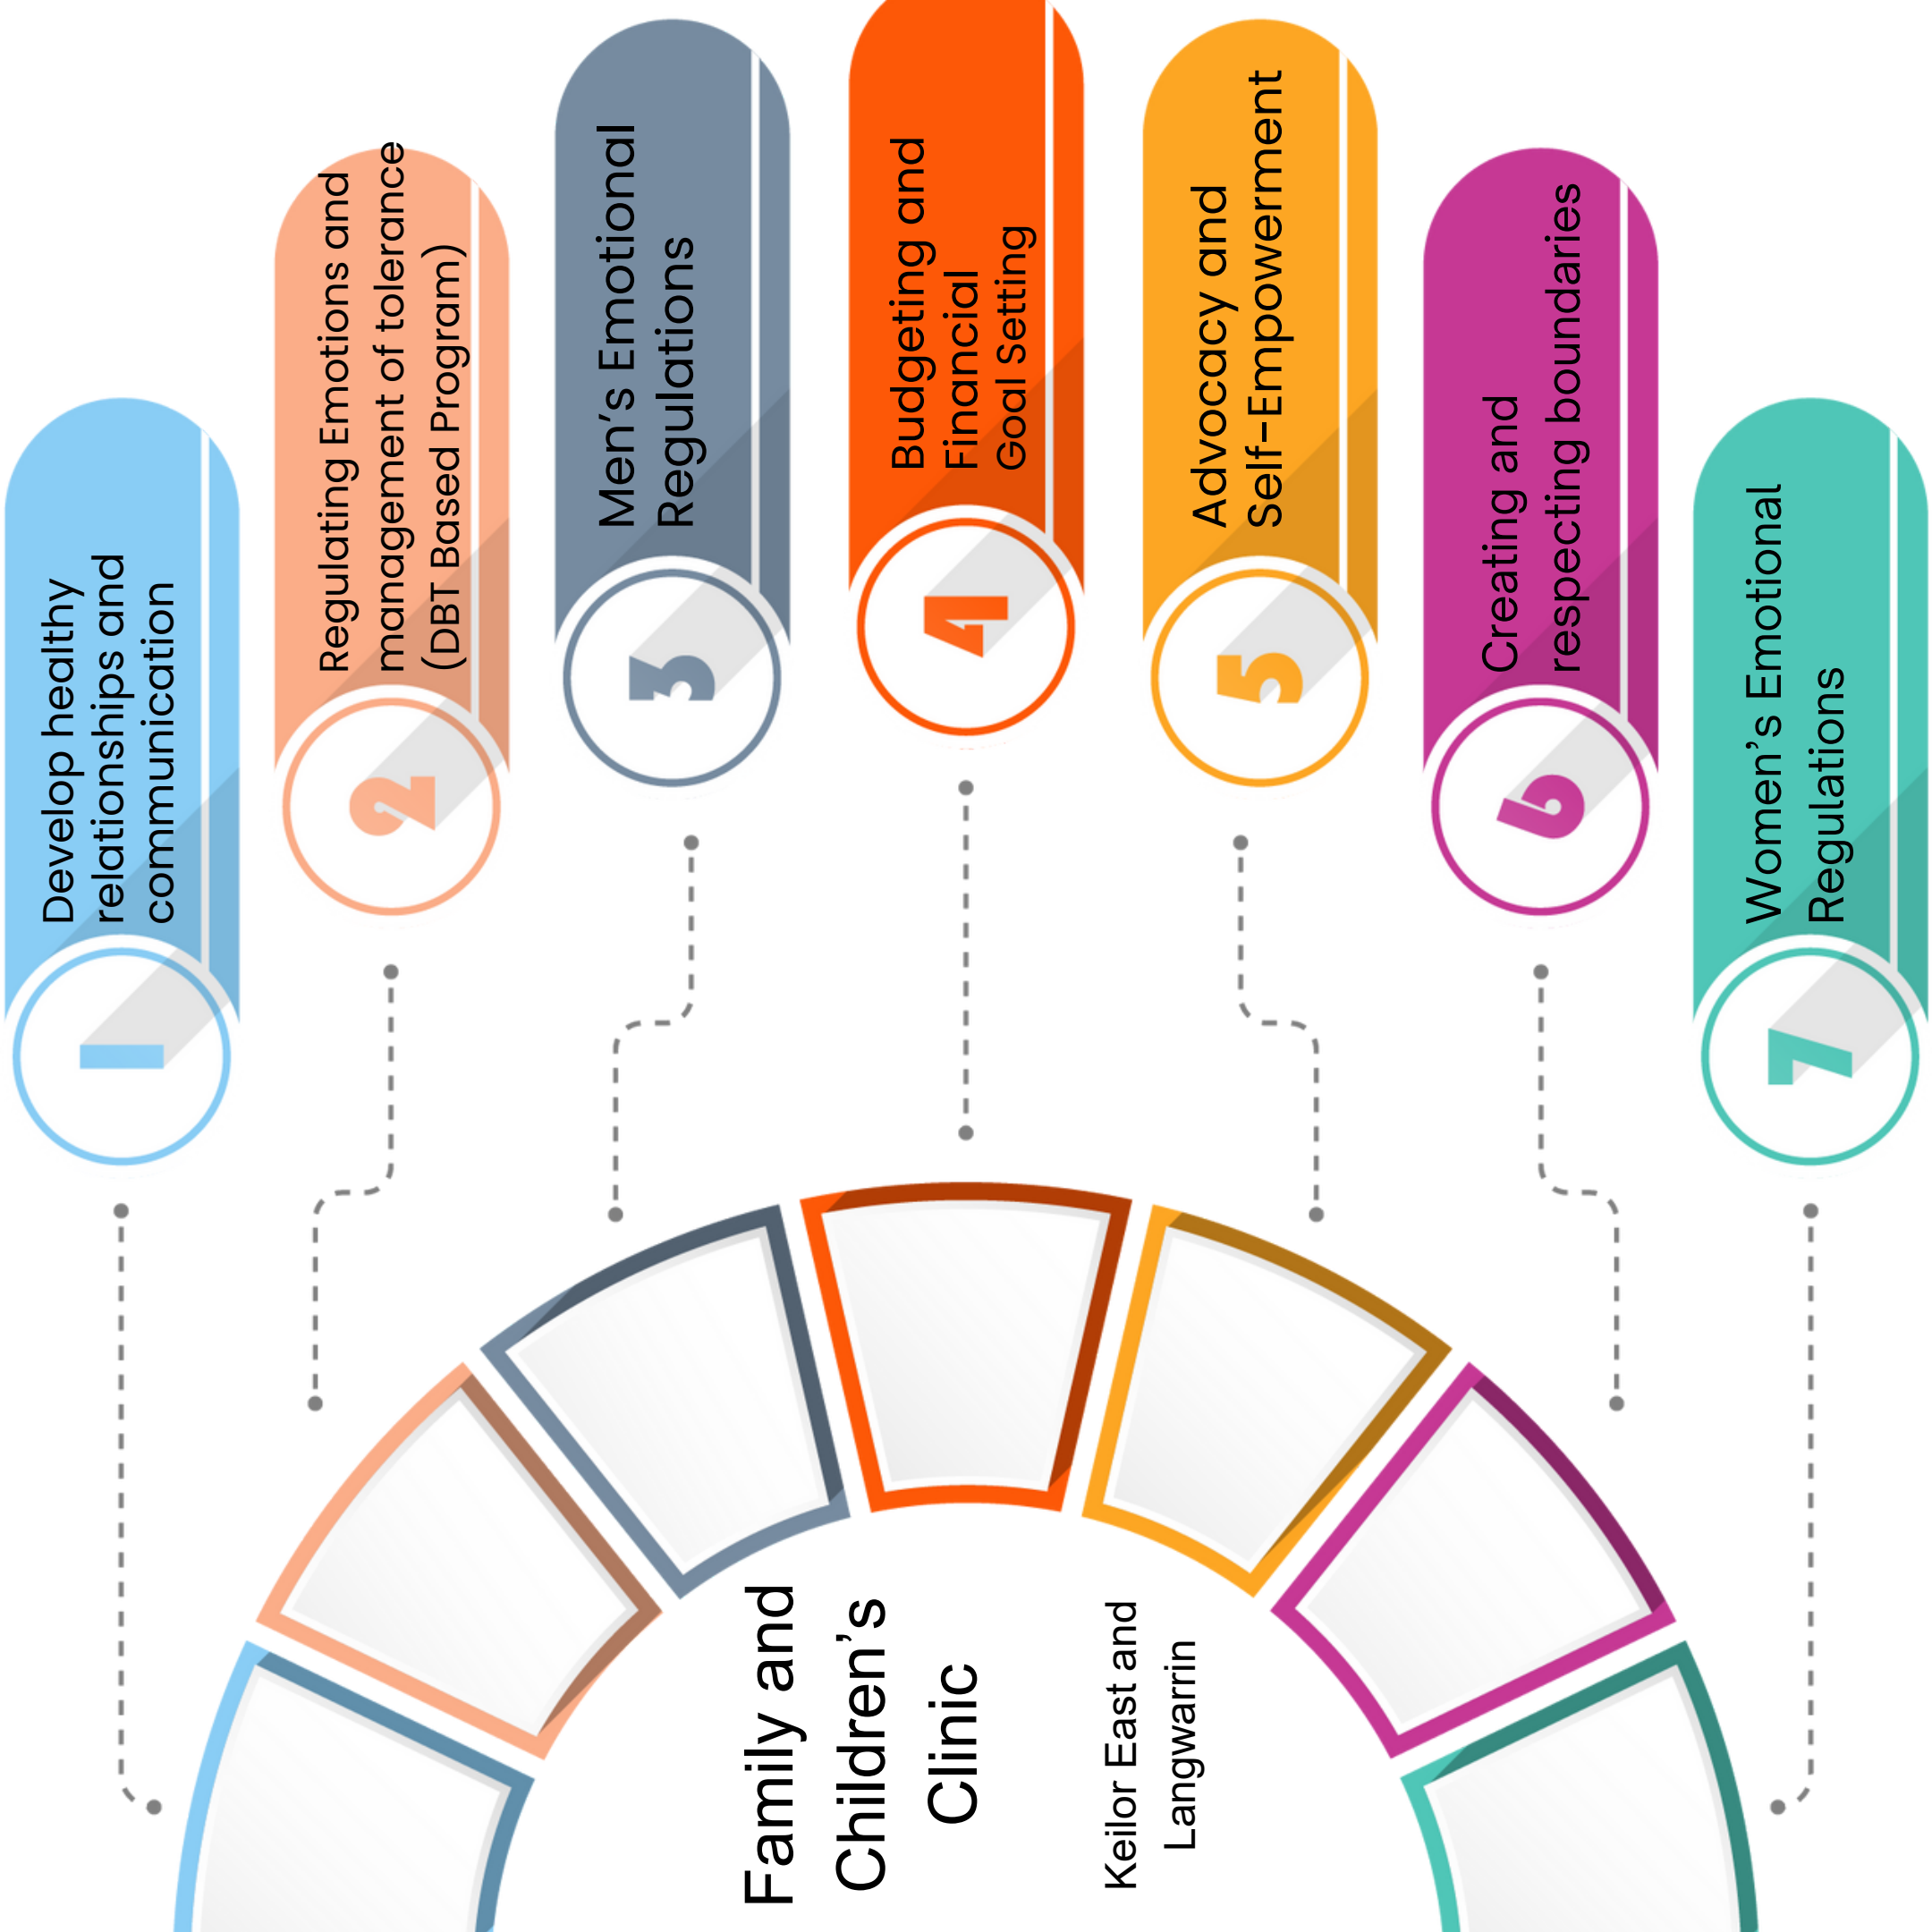 1
Develop healthy
relationships and
communication
2
Regulating Emotions and
management of tolerance
(DBT Based Program)
3
Men’s Emotional
Regulations
4
Budgeting and
Financial
Goal Setting
5
Advocacy and
Self-Empowerment
6
Creating and
respecting boundaries
7
Women’s Emotional
Regulations
Family and
Children’s
Clinic
Keilor East and
Langwarrin